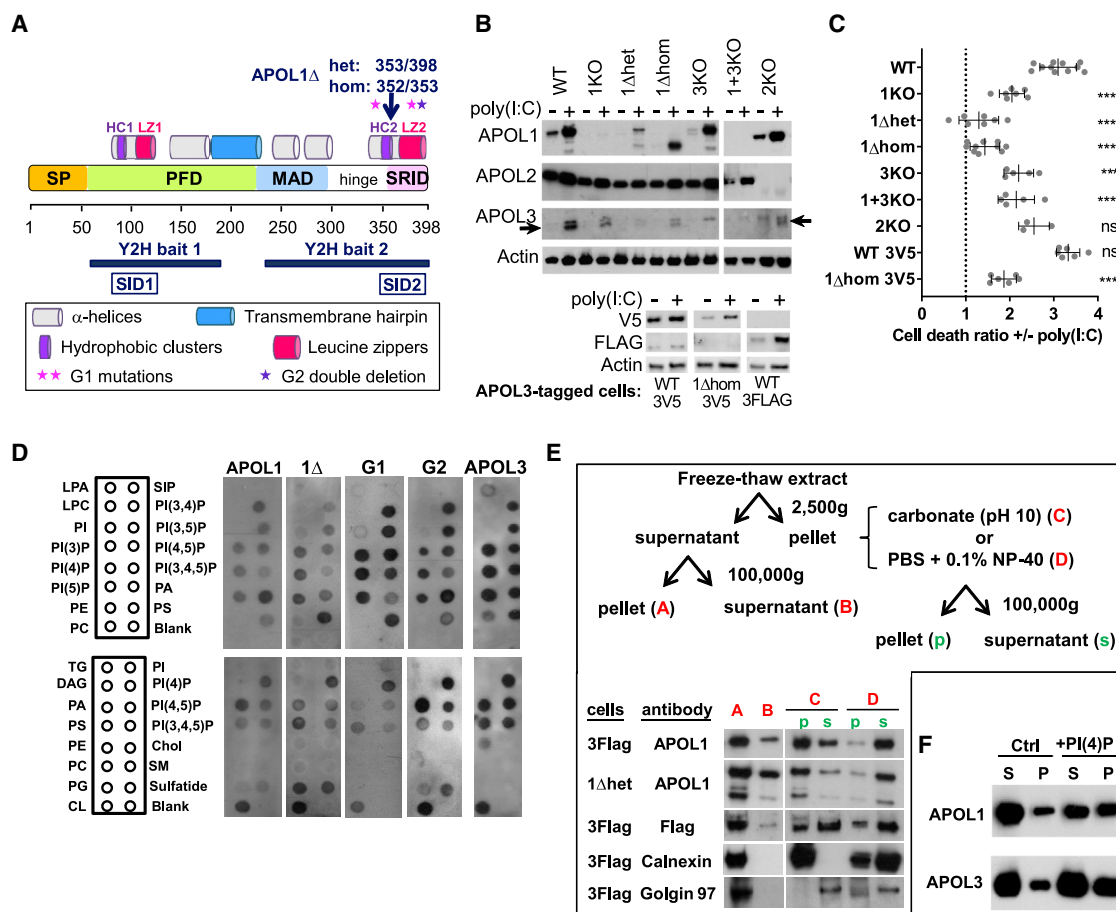 A
APOL1Δ
het: 353/398
hom: 352/353
HC1 LZ1
HC2 LZ2
SP PFD MAD hinge SRID
1 50 100 150 200 250 300 350 398
Y2H bait 1 Y2H bait 2
SID1 SID2
α-helices Transmembrane hairpin
Hydrophobic clusters Leucine zippers
★★ G1 mutations ★ G2 double deletion
B
WT 1KO 1Δhet 1Δhom 3KO 1+3KO 2KO
poly(I:C) - + - + - + - + - + - + - +
APOL1
APOL2
APOL3
Actin
poly(I:C) - + - + - +
V5
FLAG
Actin
APOL3-tagged cells: WT 3V5 1Δhom 3V5 WT 3FLAG
C
WT
1KO ***
1Δhet ***
1Δhom ***
3KO ***
1+3KO ***
2KO ns
WT 3V5 ns
1Δhom 3V5 ***
0 1 2 3 4
Cell death ratio +/- poly(I:C)
D
APOL1 1Δ G1 G2 APOL3
LPA SIP
LPC PI(3,4)P
PI PI(3,5)P
PI(3)P PI(4,5)P
PI(4)P PI(3,4,5)P
PI(5)P PA
PE PS
PC Blank
TG PI
DAG PI(4)P
PA PI(4,5)P
PS PI(3,4,5)P
PE Chol
PC SM
PG Sulfatide
CL Blank
E
Freeze-thaw extract
2,500g
supernatant pellet
carbonate (pH 10) (C)
or
PBS + 0.1% NP-40 (D)
100,000g
pellet (A) supernatant (B)
100,000g
pellet (p) supernatant (s)
cells antibody A B C D
p s p s
3Flag APOL1
1Δhet APOL1
3Flag Flag
3Flag Calnexin
3Flag Golgin 97
F
Ctrl +PI(4)P
S P S P
APOL1
APOL3